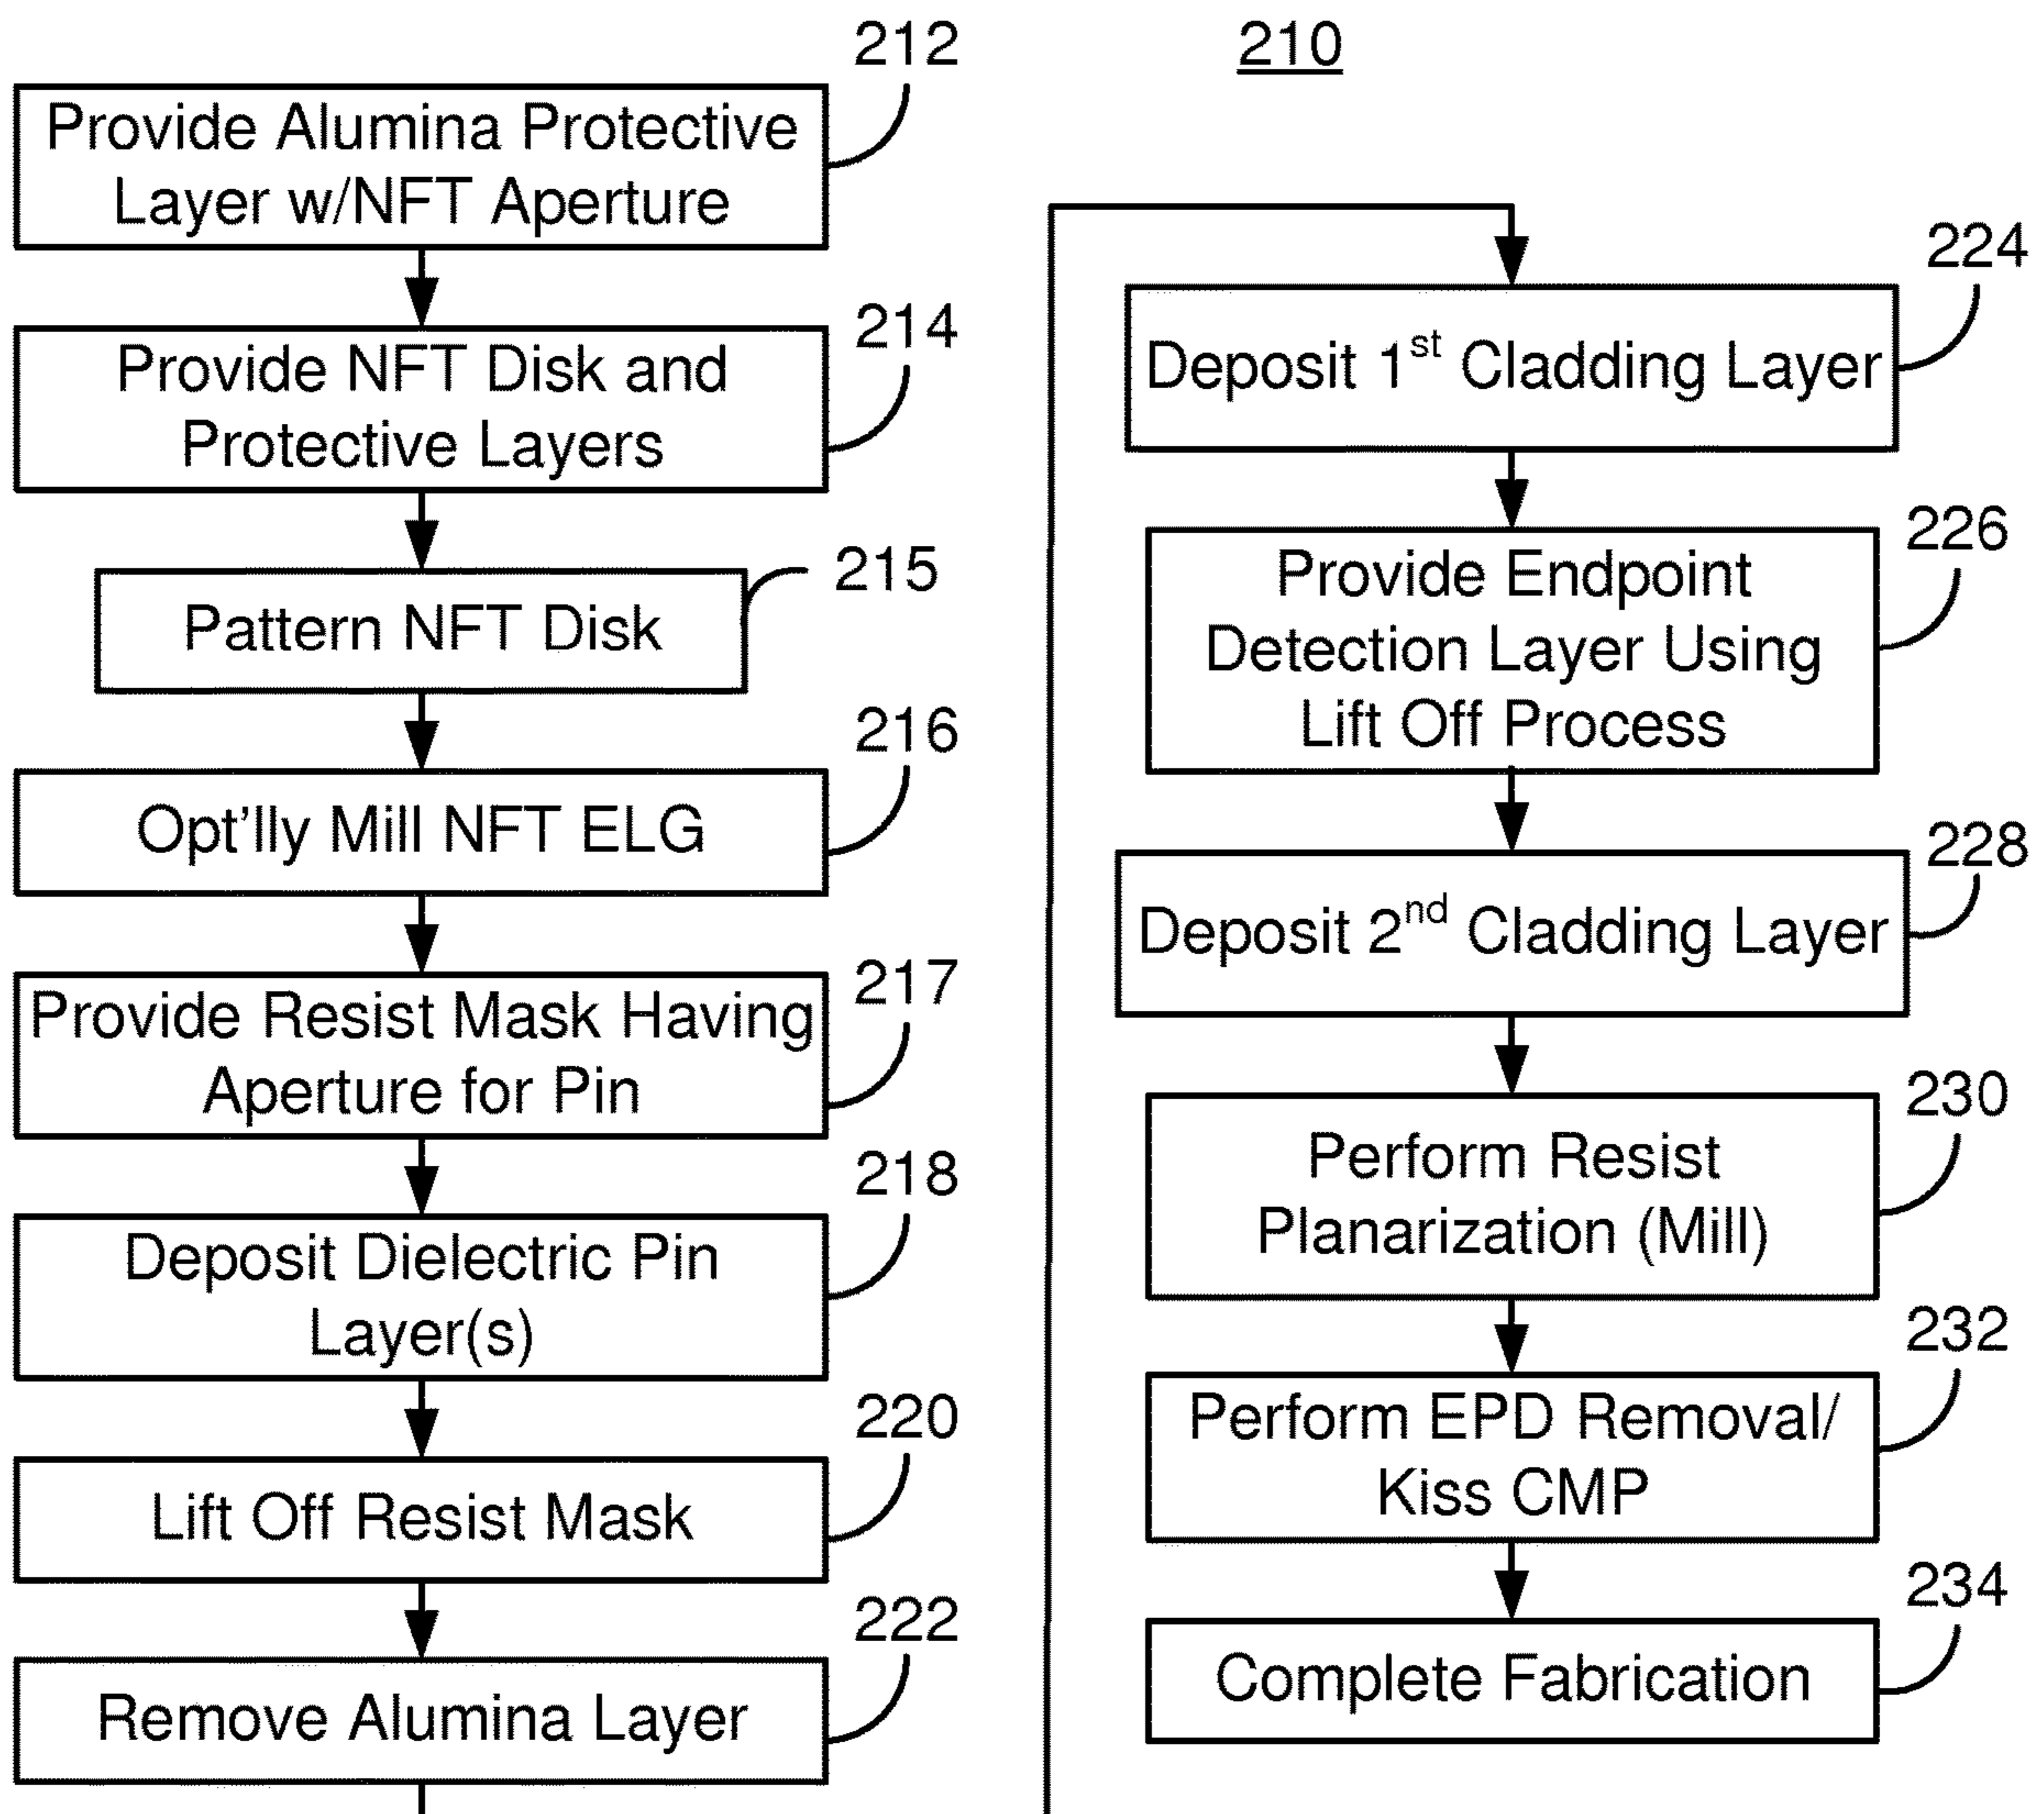 212
210
Provide Alumina Protective
Layer w/NFT Aperture
214
Provide NFT Disk and
Protective Layers
215
Pattern NFT Disk
216
Opt'lly Mill NFT ELG
217
Provide Resist Mask Having
Aperture for Pin
218
Deposit Dielectric Pin
Layer(s)
220
Lift Off Resist Mask
222
Remove Alumina Layer
224
Deposit 1st Cladding Layer
226
Provide Endpoint
Detection Layer Using
Lift Off Process
228
Deposit 2nd Cladding Layer
230
Perform Resist
Planarization (Mill)
232
Perform EPD Removal/
Kiss CMP
234
Complete Fabrication